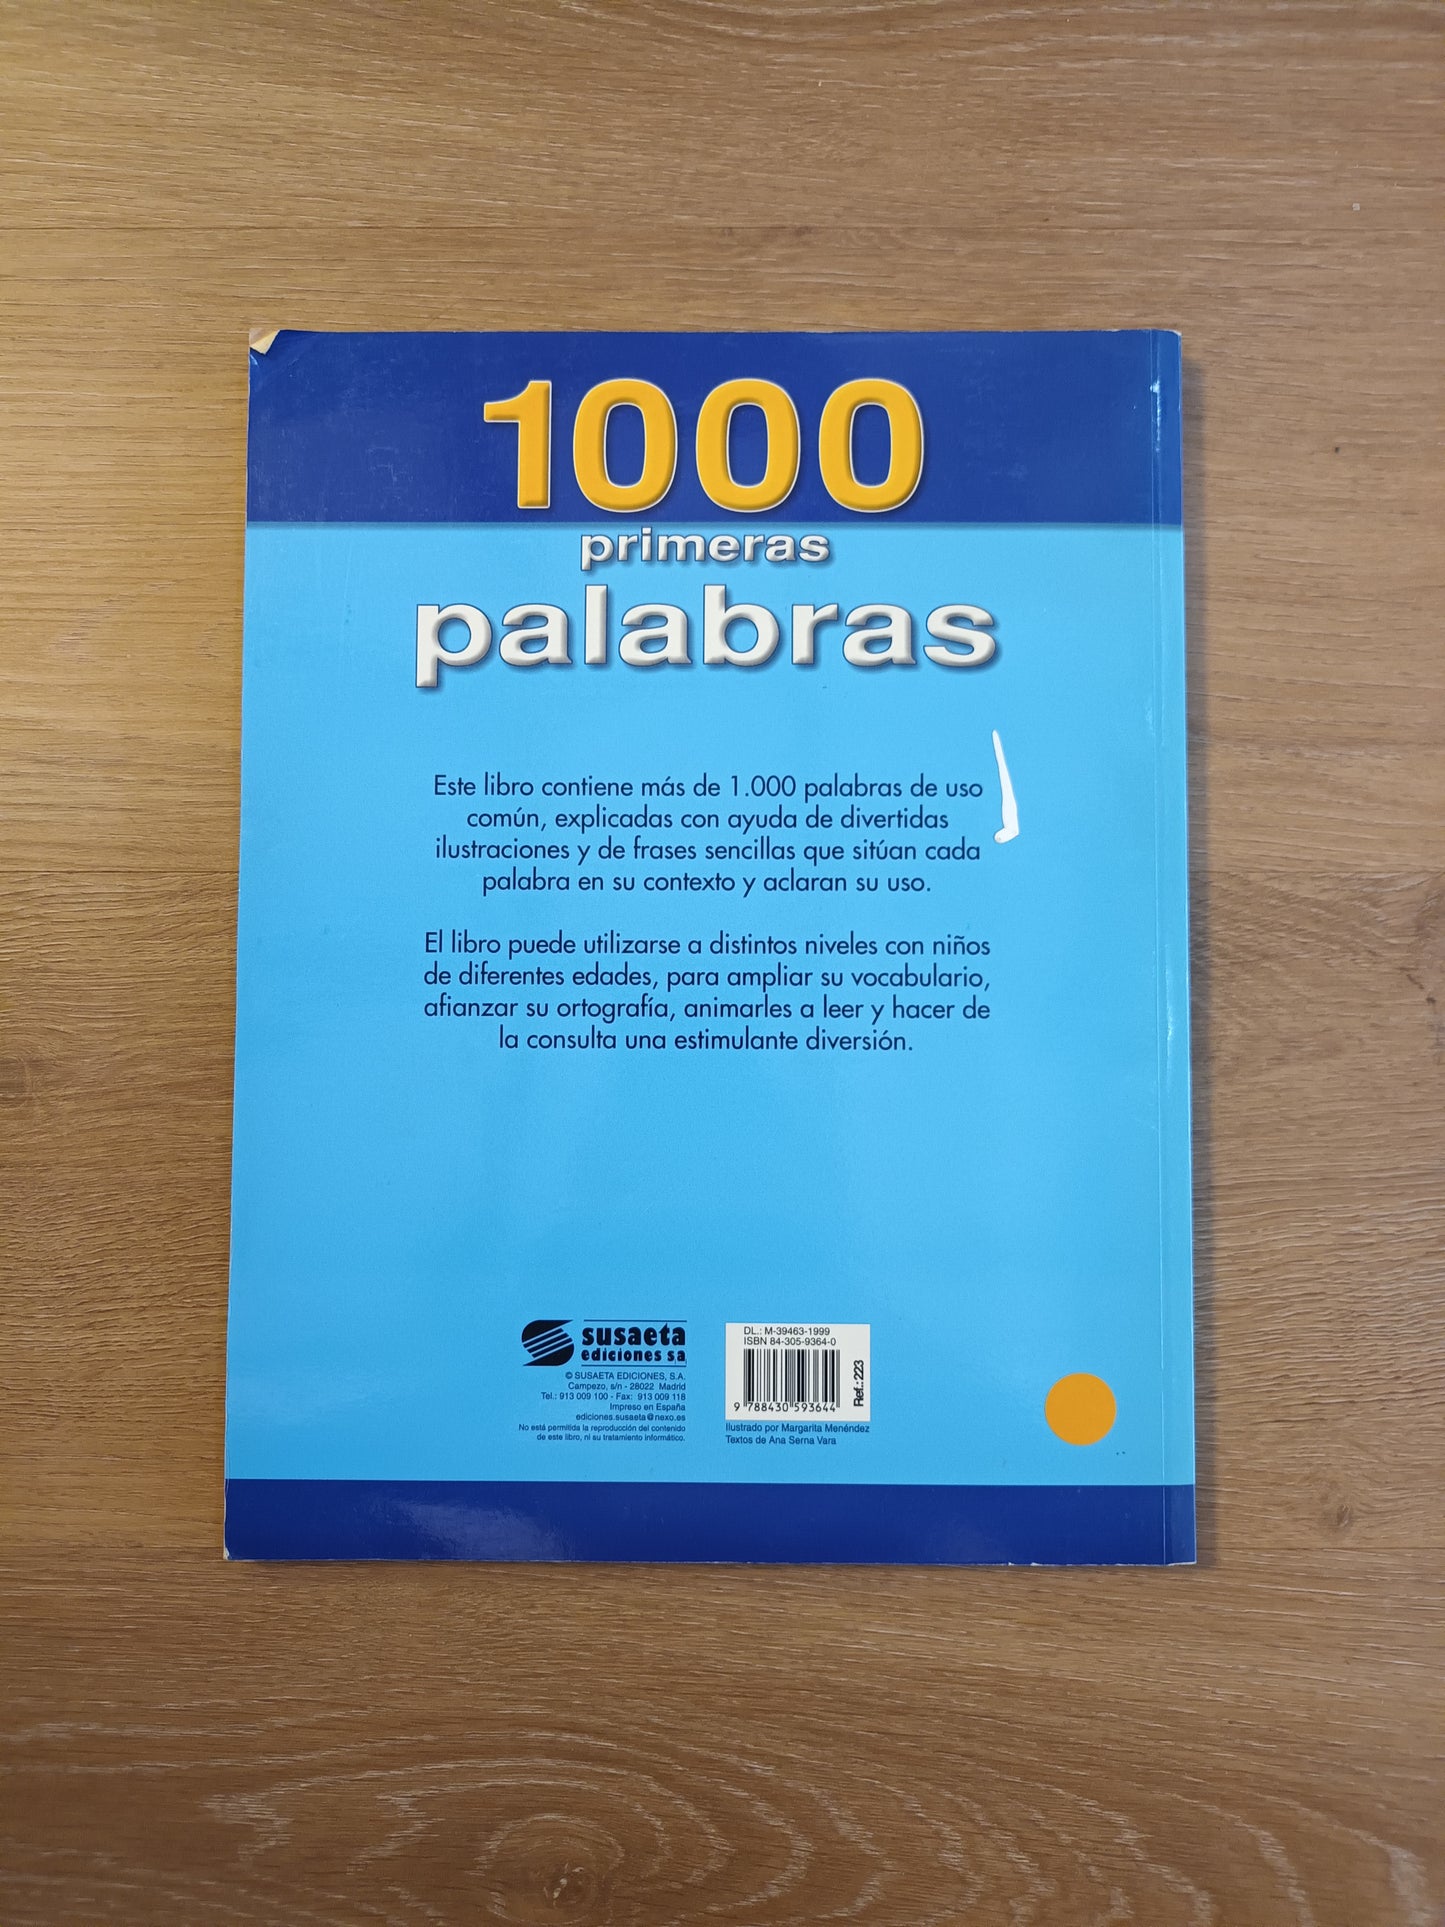 1000
primeras
palabras
Este libro contiene más de 1.000 palabras de uso
común, explicadas con ayuda de divertidas
ilustraciones y de frases sencillas que sitúan cada
palabra en su contexto y aclaran su uso.
El libro puede utilizarse a distintos niveles con niños
de diferentes edades, para ampliar su vocabulario,
afianzar su ortografía, animarles a leer y hacer de
la consulta una estimulante diversión.
susaeta
ediciones s.a.
© SUSAETA EDICIONES, S.A.
Campezo, s/n - 28022 Madrid
Tel.: 913 009 100 - Fax: 913 009 118
Impreso en España
ediciones.susaeta@nexo.es
No está permitida la reproducción del contenido
de este libro, ni su tratamiento informático.
DL.: M-39463-1999
ISBN 84-305-9364-0
9 788430 593644
Ref.: 223
Ilustrado por Margarita Menéndez
Textos de Ana Serna Vara